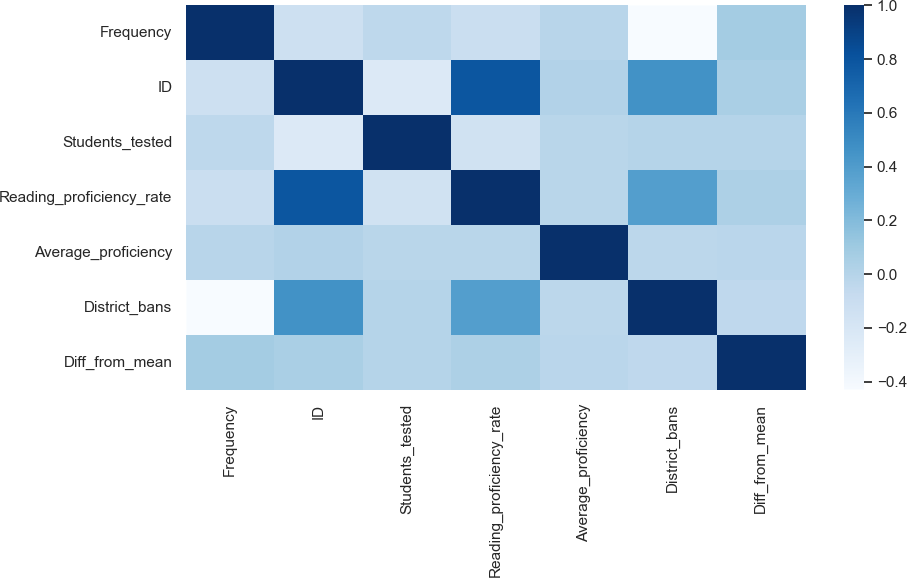 Frequency
ID
Students_tested
Reading_proficiency_rate
Average_proficiency
District_bans
Diff_from_mean
Frequency
ID
Students_tested
Reading_proficiency_rate
Average_proficiency
District_bans
Diff_from_mean
1.0
0.8
0.6
0.4
0.2
0.0
−0.2
−0.4